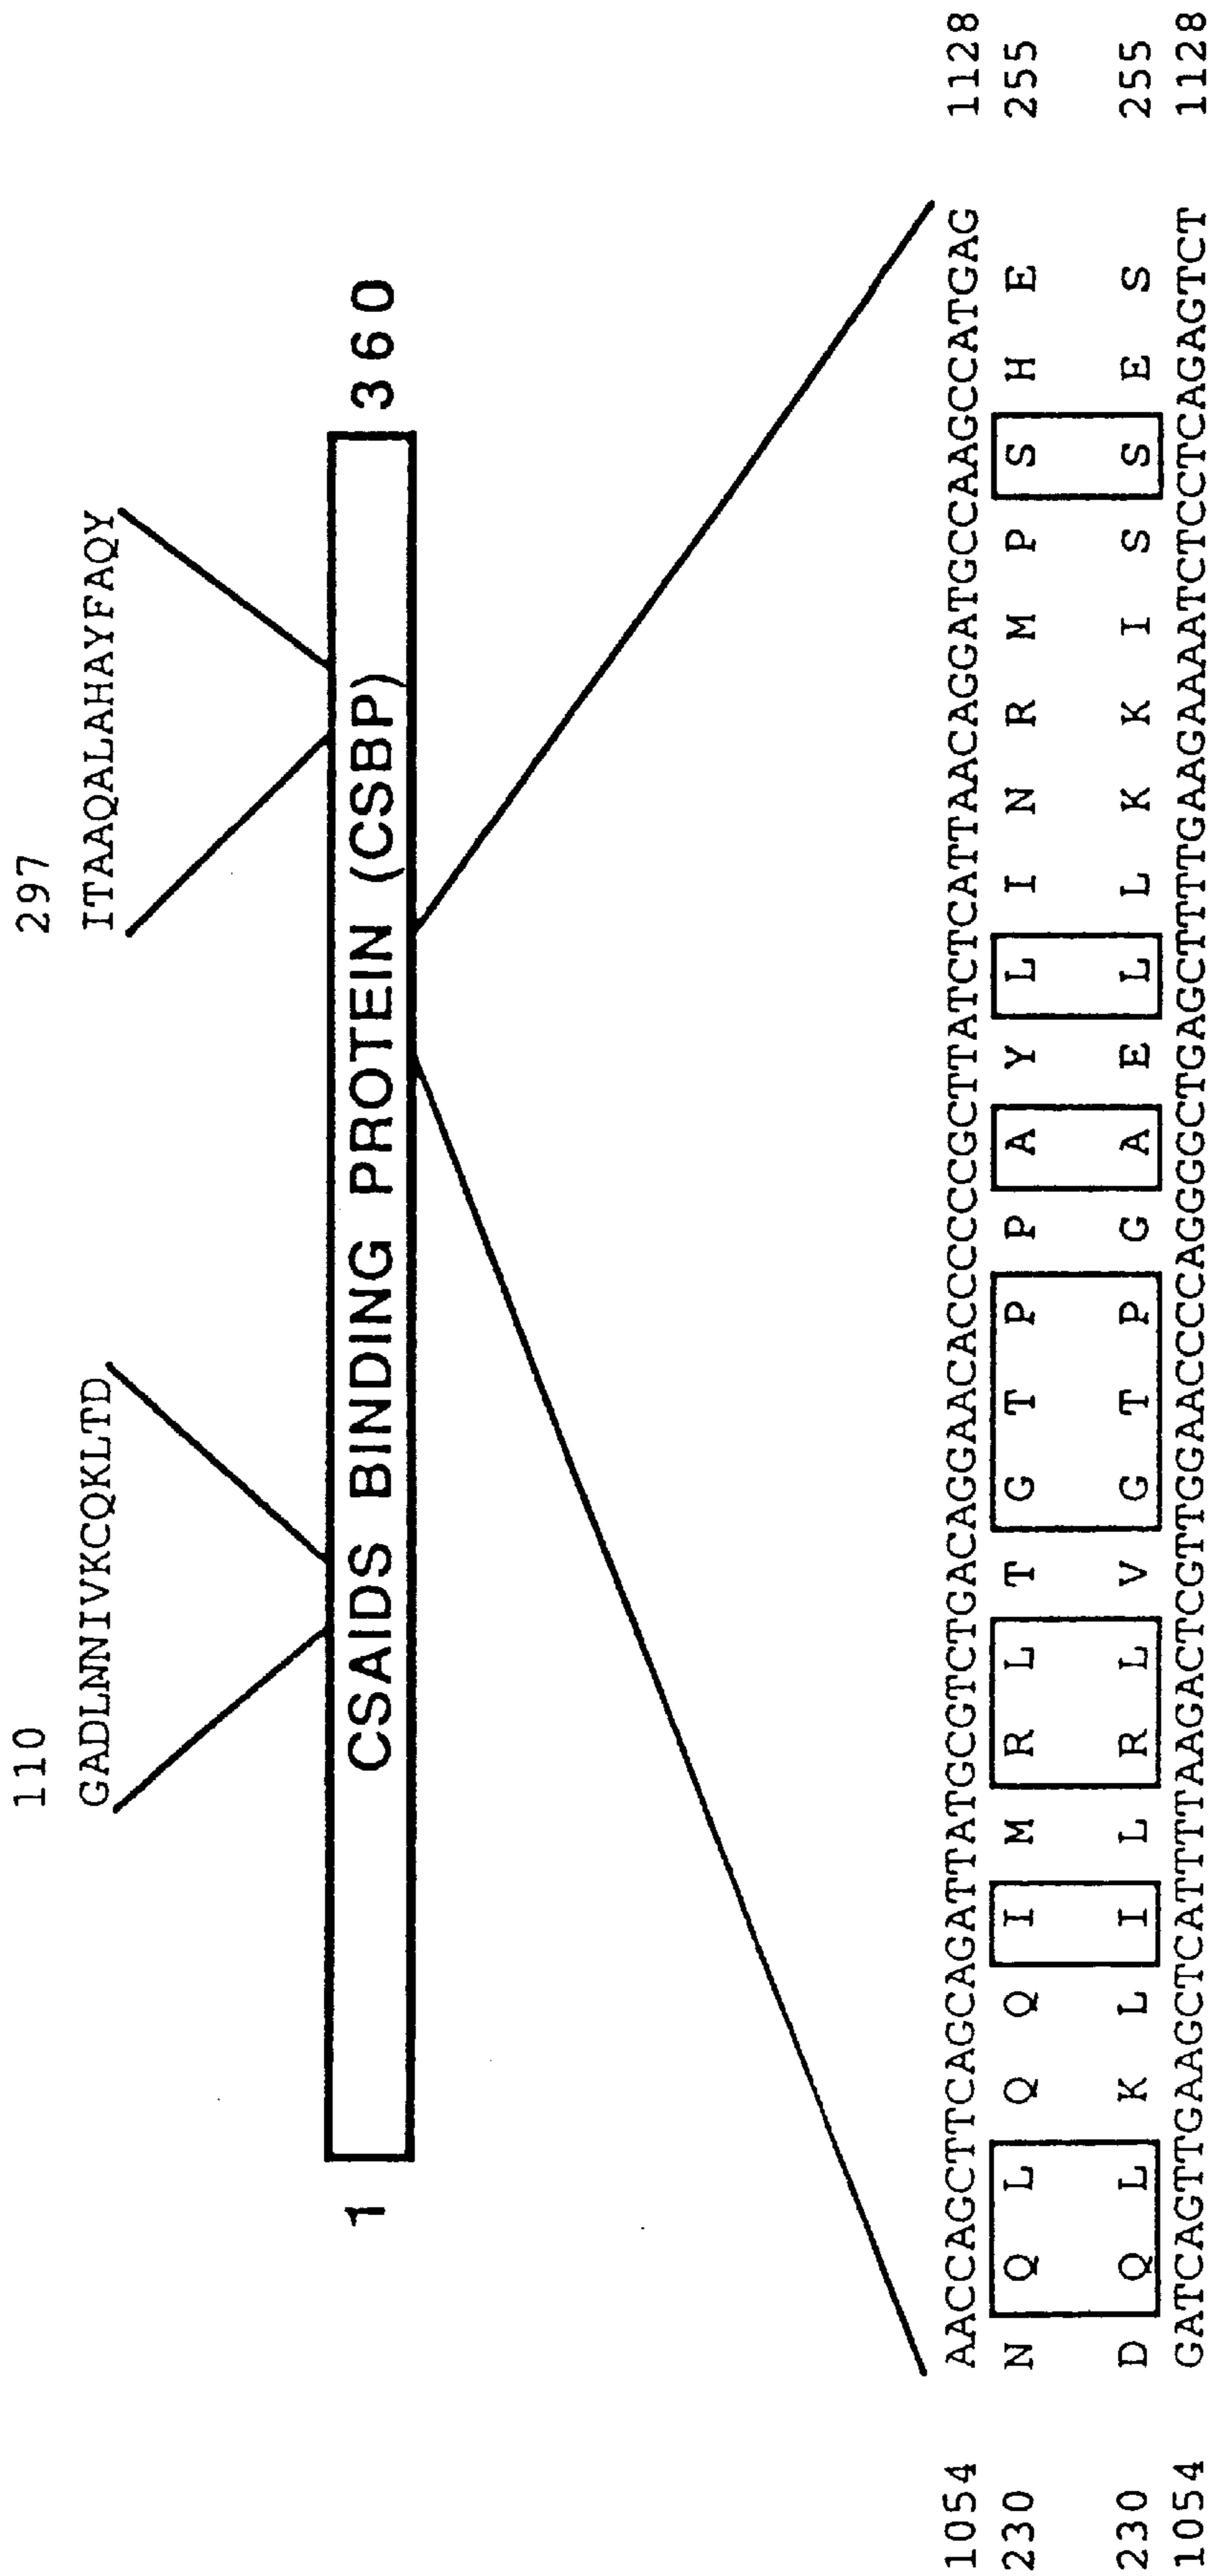 110
297
GADLNNIVKCQKLTD
ITAAQALAHAYFAQY
1 CSAIDS BINDING PROTEIN (CSBP) 360
1054 AACCAGCTTCAGCAGATTATGCGTCTGACAGGAACACCCCCCGCTTATCTCATTAACAGGATGCCAAGCCATGAG 1128
230 N Q L Q Q I M R L T G T P P A Y L I N R M P S H E 255
230 D Q L K L I L R L V G T P G A E L L K K I S S E S 255
1054 GATCAGTTGAAGCTCATTTTAAGACTCGTTGGAACCCCAGGGGCTGAGCTTTTGAAGAAAATCTCCTCAGAGTCT 1128